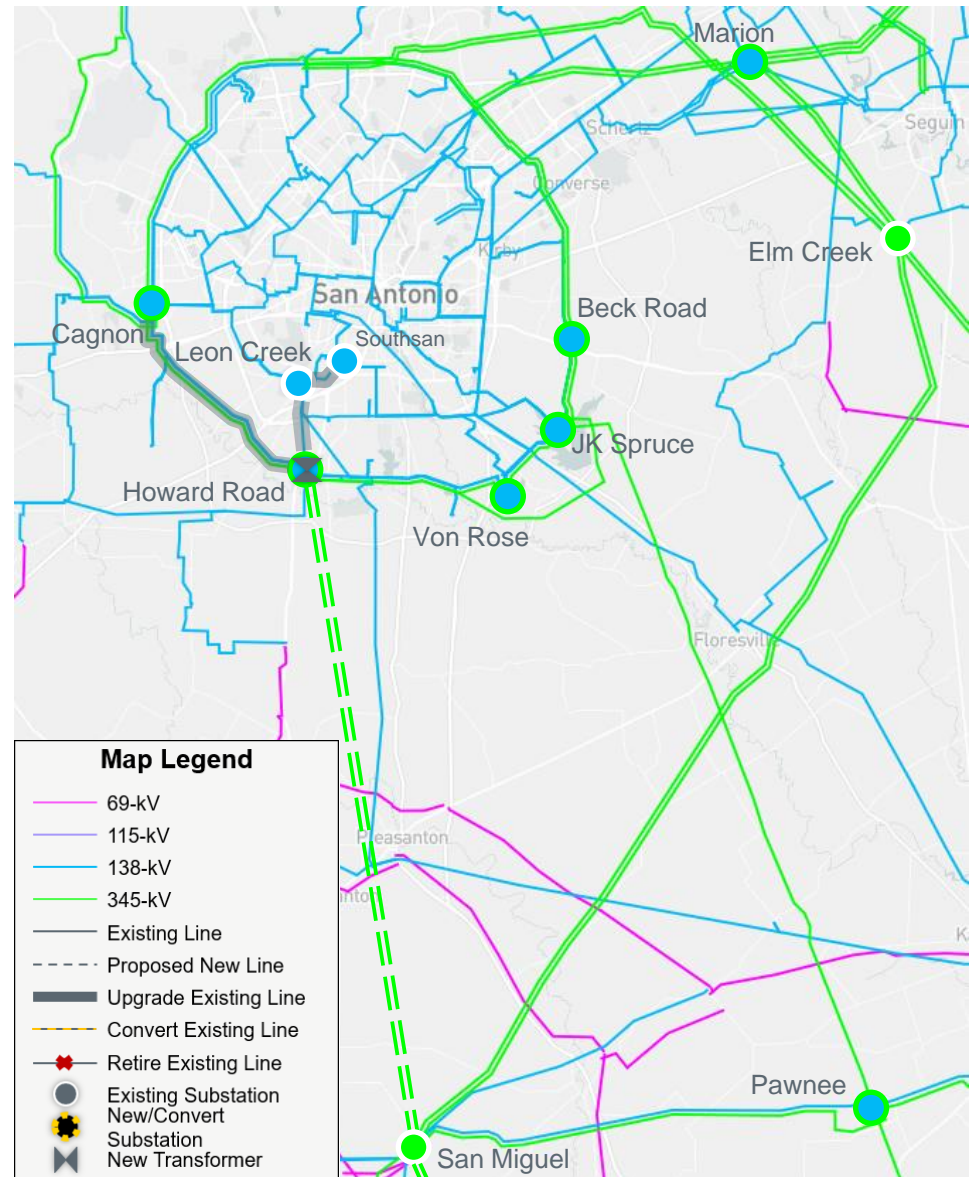 Marion
Schertz
Seguin
Converse
Kirby
Elm Creek
San Antonio
Beck Road
Cagnon
Leon Creek
Southsan
JK Spruce
Howard Road
Von Rose
Floresville
Map Legend
69-kV
115-kV
138-kV
345-kV
Existing Line
Proposed New Line
Upgrade Existing Line
Convert Existing Line
Retire Existing Line
Existing Substation
New/Convert
Substation
New Transformer
Pleasanton
nton
Ka
Pawnee
San Miguel